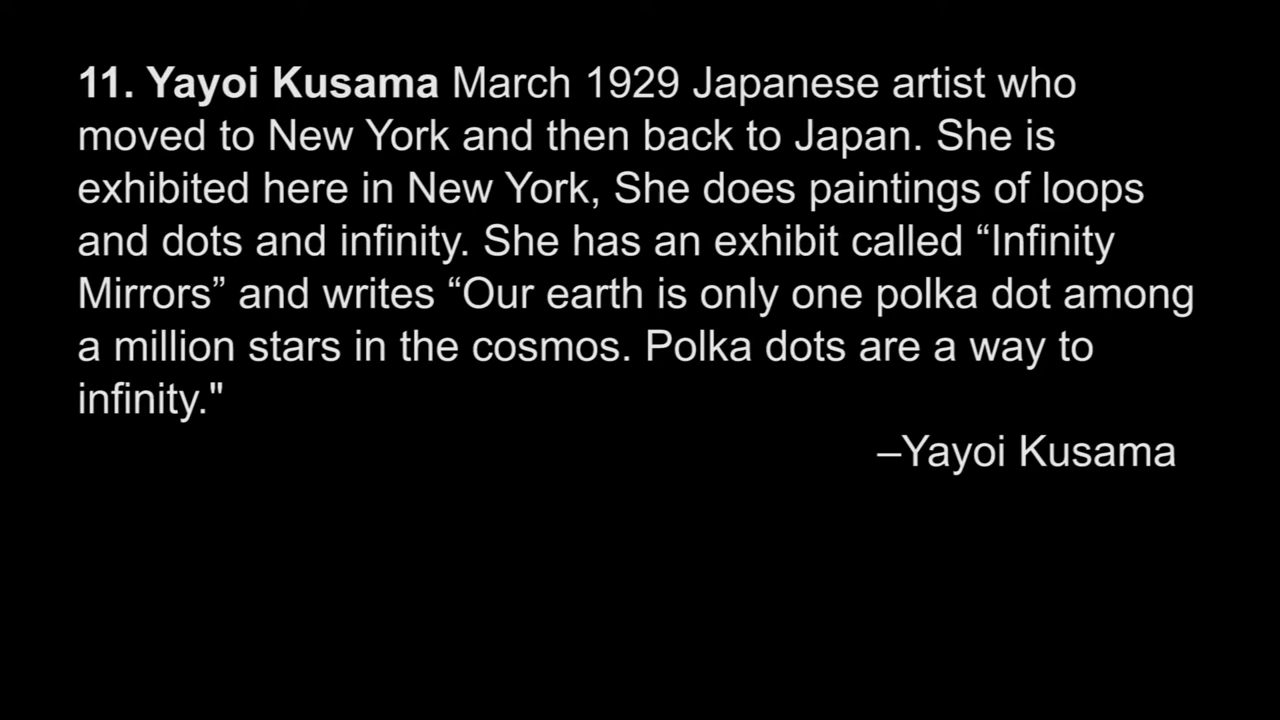 11. Yayoi Kusama March 1929 Japanese artist who
moved to New York and then back to Japan. She is
exhibited here in New York, She does paintings of loops
and dots and infinity. She has an exhibit called “Infinity
Mirrors” and writes “Our earth is only one polka dot among
a million stars in the cosmos. Polka dots are a way to
infinity."
–Yayoi Kusama